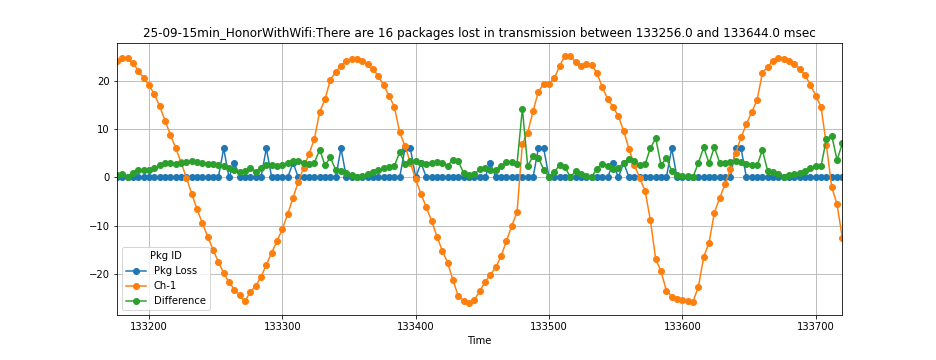 25-09-15min_HonorWithWifi:There are 16 packages lost in transmission between 133256.0 and 133644.0 msec
20
10
0
−10
−20
Pkg ID
Pkg Loss
Ch-1
Difference
133200 133300 133400 133500 133600 133700
Time